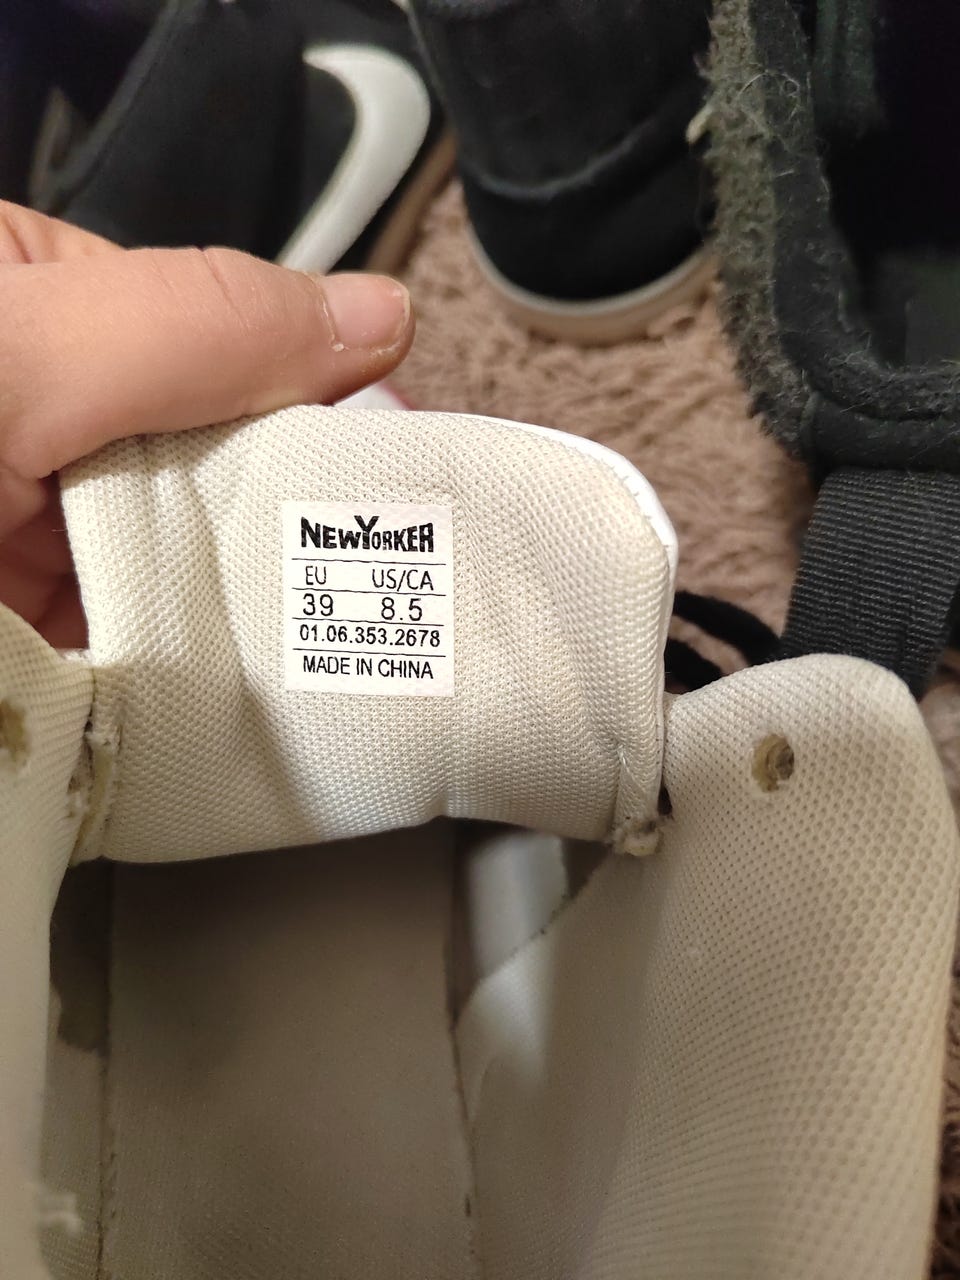 NEWYORKER
EU US/CA
39 8.5
01.06.353.2678
MADE IN CHINA